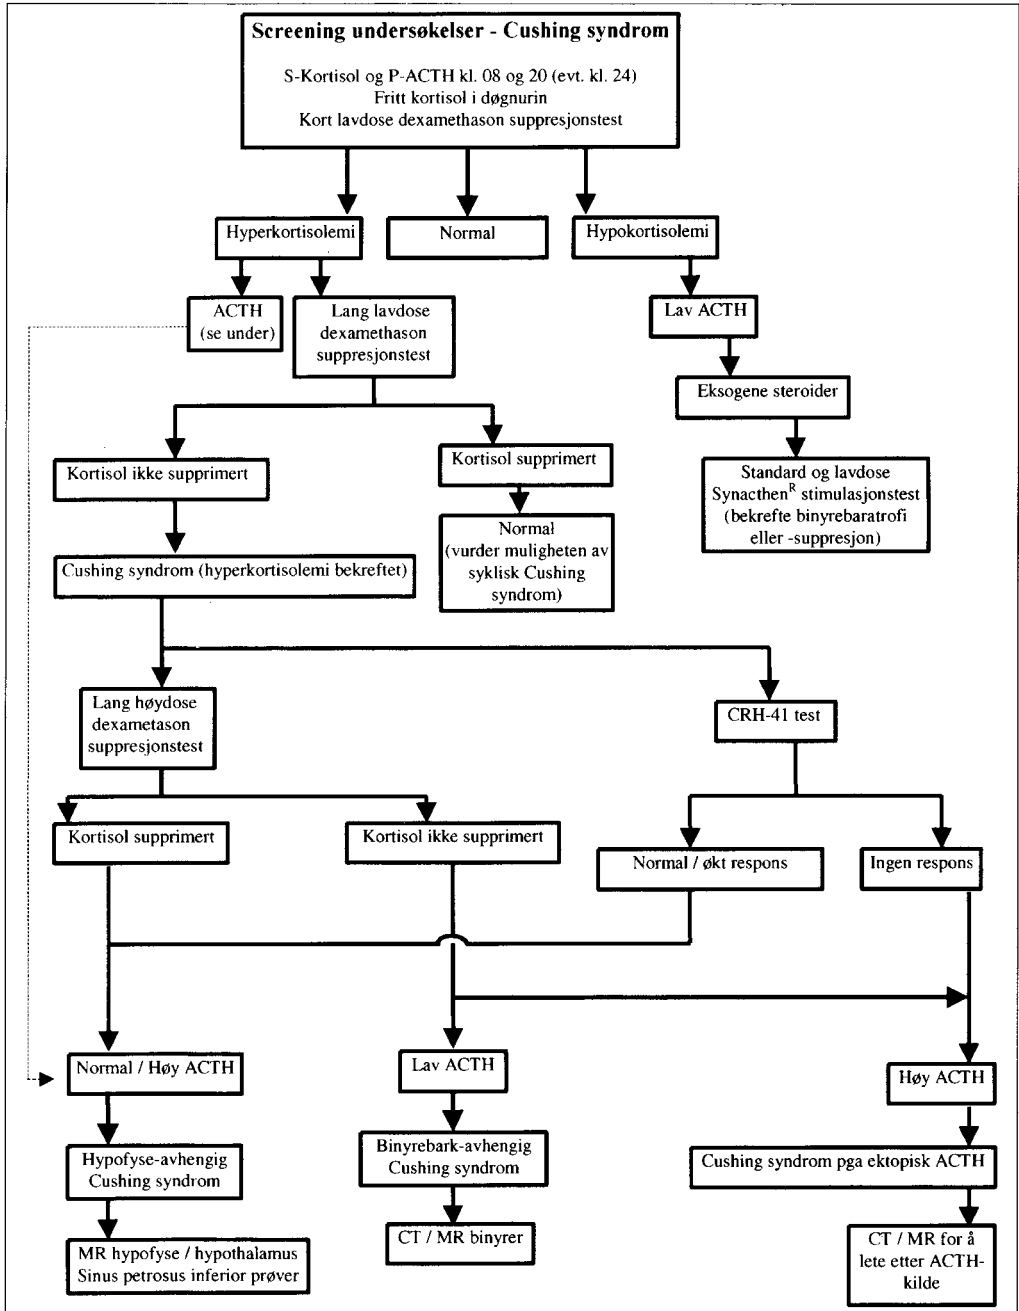 Screening undersøkelser - Cushing syndrom
S-Kortisol og P-ACTH kl. 08 og 20 (evt. kl. 24)
Fritt kortisol i døgnurin
Kort lavdose dexamethason suppresjonstest
Hyperkortisolemi
Normal
Hypokortisolemi
ACTH
(se under)
Lang lavdose
dexamethason
suppresjonstest
Lav ACTH
Eksogene steroider
Kortisol ikke supprimert
Kortisol supprimert
Standard og lavdose
Synacthenᴿ stimulasjonstest
(bekrefte binyrebaratrofi
eller -suppresjon)
Normal
(vurder muligheten av
syklisk Cushing
syndrom)
Cushing syndrom (hyperkortisolemi bekreftet)
Lang høydose
dexametason
suppresjonstest
CRH-41 test
Kortisol supprimert
Kortisol ikke supprimert
Normal / økt respons
Ingen respons
Normal / Høy ACTH
Lav ACTH
Høy ACTH
Hypofyse-avhengig
Cushing syndrom
Binyrebark-avhengig
Cushing syndrom
Cushing syndrom pga ektopisk ACTH
MR hypofyse / hypothalamus
Sinus petrosus inferior prøver
CT / MR binyrer
CT / MR for å
lete etter ACTH-
kilde